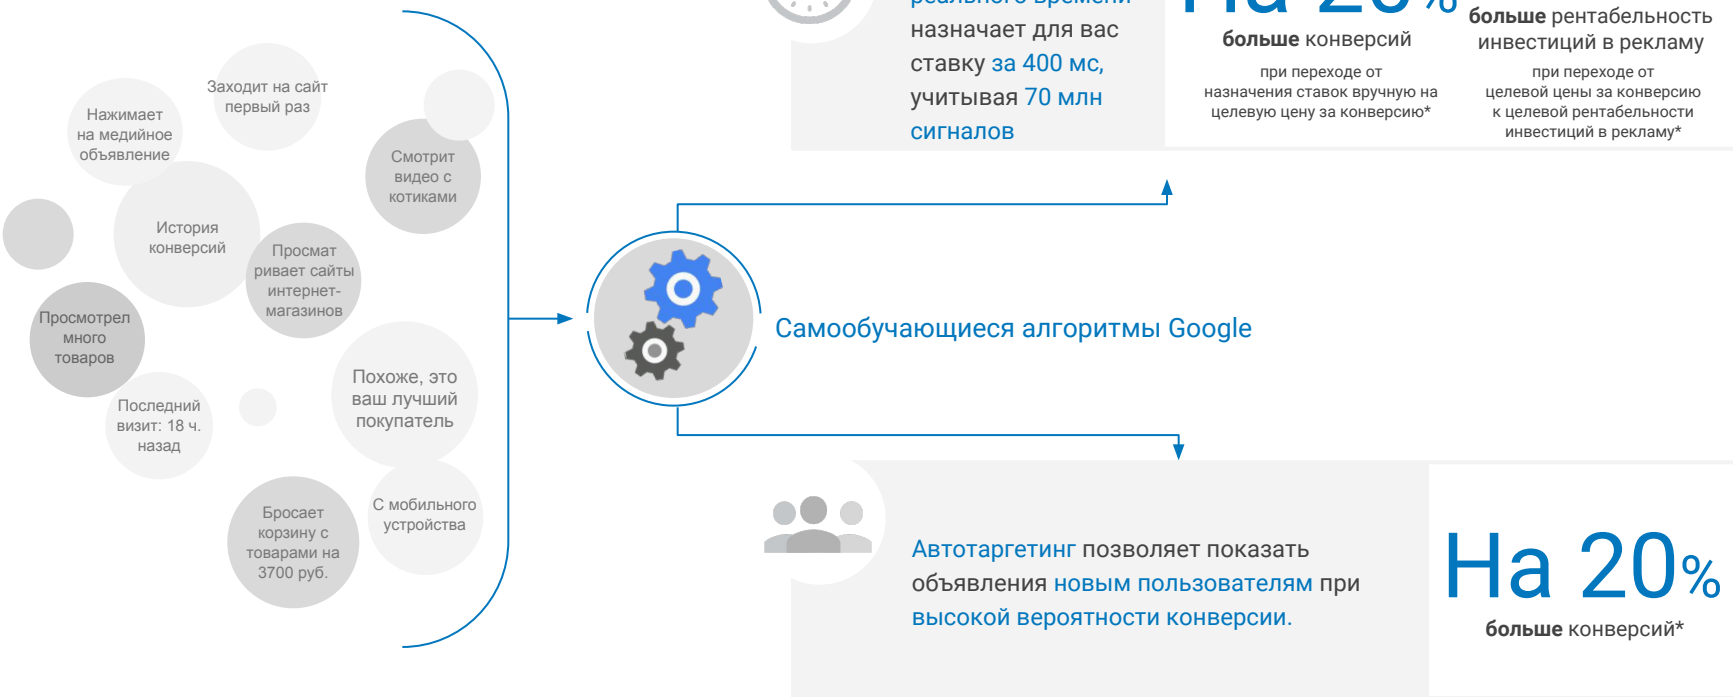 Заходит на сайт
первый раз
Нажимает
на медийное
объявление
Смотрит
видео с
котиками
История
конверсий
Просмат
ривает сайты
интернет-
магазинов
Просмотрел
много
товаров
Похоже, это
ваш лучший
покупатель
Последний
визит: 18 ч.
назад
С мобильного
устройства
Бросает
корзину с
товарами на
3700 руб.
Самообучающиеся алгоритмы Google
реального времени
назначает для вас
ставку за 400 мс,
учитывая 70 млн
сигналов
На 20%
больше конверсий
при переходе от
назначения ставок вручную на
целевую цену за конверсию*
больше рентабельность
инвестиций в рекламу
при переходе от
целевой цены за конверсию
к целевой рентабельности
инвестиций в рекламу*
Автотаргетинг позволяет показать
объявления новым пользователям при
высокой вероятности конверсии.
На 20%
больше конверсий*